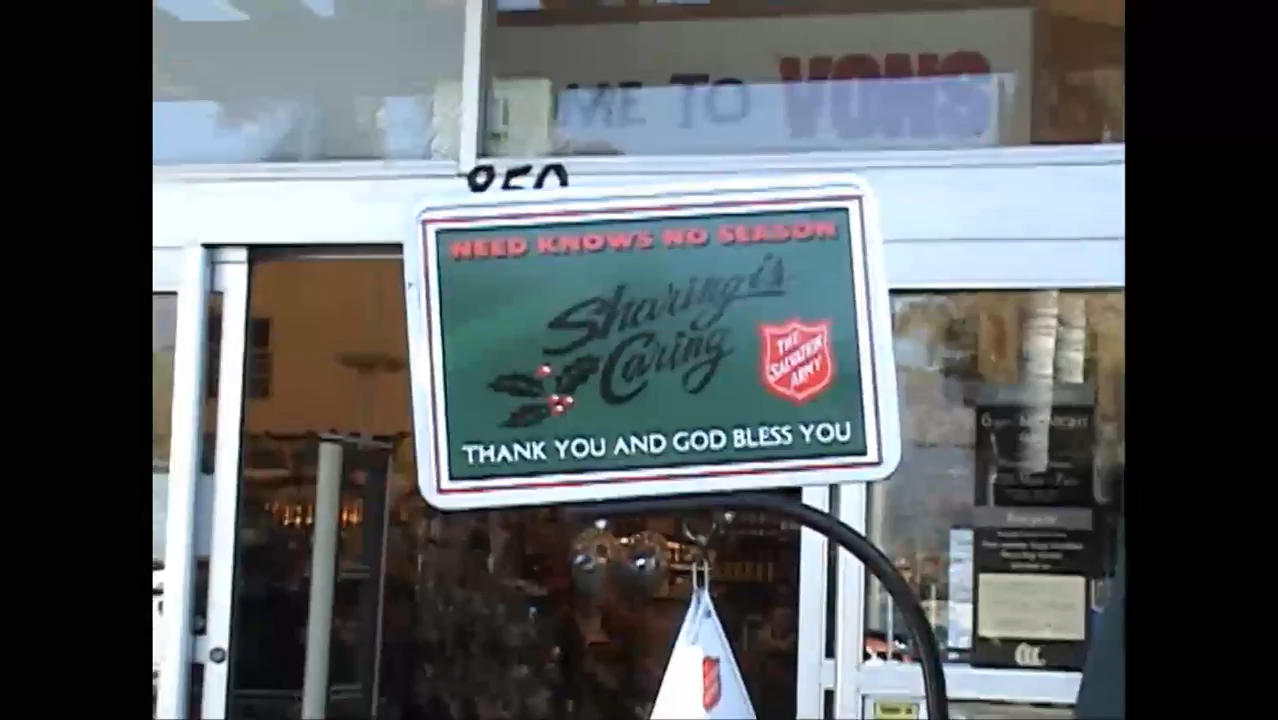 ME TO VONS
850
NEED KNOWS NO SEASON
Sharing is
Caring
THE
SALVATION
ARMY
THANK YOU AND GOD BLESS YOU